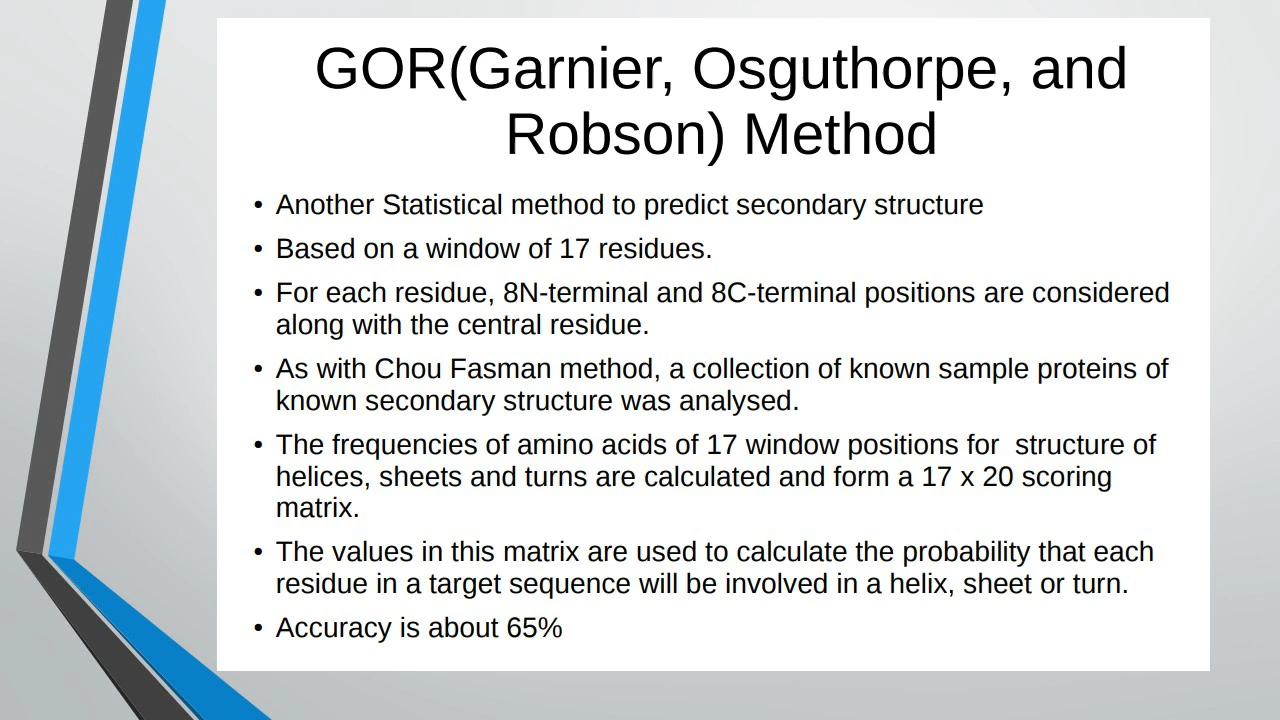 GOR(Garnier, Osguthorpe, and
Robson) Method
• Another Statistical method to predict secondary structure
• Based on a window of 17 residues.
• For each residue, 8N-terminal and 8C-terminal positions are considered
along with the central residue.
• As with Chou Fasman method, a collection of known sample proteins of
known secondary structure was analysed.
• The frequencies of amino acids of 17 window positions for  structure of
helices, sheets and turns are calculated and form a 17 x 20 scoring
matrix.
• The values in this matrix are used to calculate the probability that each
residue in a target sequence will be involved in a helix, sheet or turn.
• Accuracy is about 65%